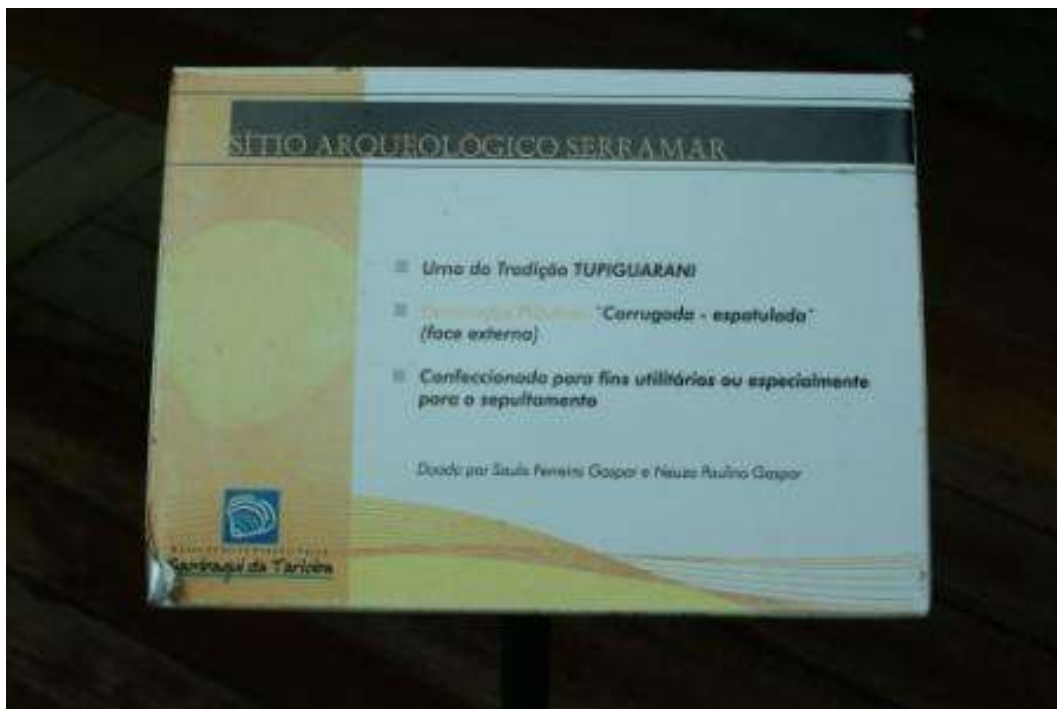 SÍTIO ARQUEOLÓGICO SERRAMAR
Urna da Tradição TUPIGUARANI
"Corrugada - espatulada"
(face externa)
Confeccionada para fins utilitários ou especialmente
para o sepultamento
Doado por Saulo Ferreira Gaspar e Neuza Paulina Gaspar
Sambaqui da Tarioba